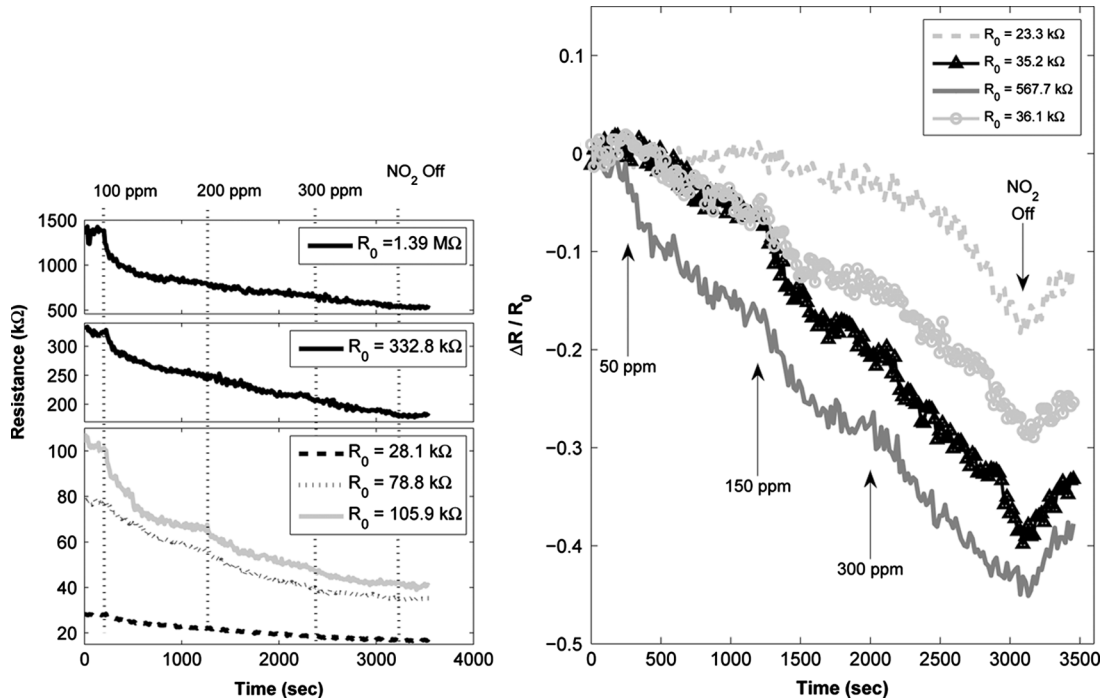 100 ppm
200 ppm
300 ppm
NO2 Off
Resistance (kΩ)
1500
1000
500
R0 =1.39 MΩ
300
250
200
R0 = 332.8 kΩ
100
80
60
40
20
R0 = 28.1 kΩ
R0 = 78.8 kΩ
R0 = 105.9 kΩ
0
1000
2000
3000
4000
Time (sec)
ΔR / R0
0.1
0
−0.1
−0.2
−0.3
−0.4
−0.5
R0 = 23.3 kΩ
R0 = 35.2 kΩ
R0 = 567.7 kΩ
R0 = 36.1 kΩ
NO2
Off
50 ppm
150 ppm
300 ppm
0
500
1000
1500
2000
2500
3000
3500
Time (sec)